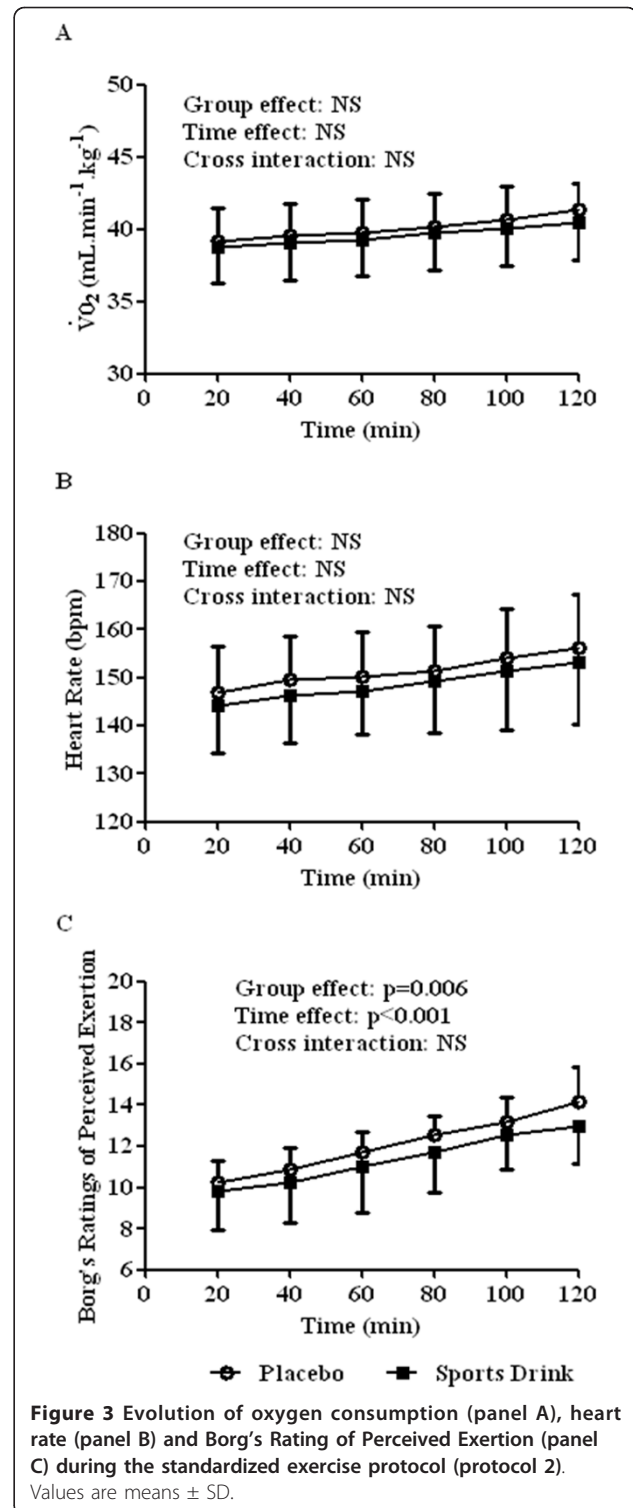 A
50
45
40
35
30
Group effect: NS
Time effect: NS
Cross interaction: NS
V̇O₂ (mL.min⁻¹.kg⁻¹)
0 20 40 60 80 100 120
Time (min)
B
180
170
160
150
140
130
120
Group effect: NS
Time effect: NS
Cross interaction: NS
Heart Rate (bpm)
0 20 40 60 80 100 120
Time (min)
C
20
18
16
14
12
10
8
6
Group effect: p=0.006
Time effect: p<0.001
Cross interaction: NS
Borg's Ratings of Perceived Exertion
0 20 40 60 80 100 120
Time (min)
Placebo Sports Drink
Figure 3 Evolution of oxygen consumption (panel A), heart
rate (panel B) and Borg's Rating of Perceived Exertion (panel
C) during the standardized exercise protocol (protocol 2).
Values are means ± SD.